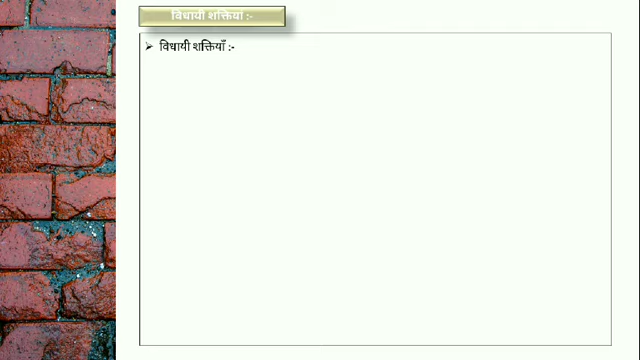 विधायी शक्तियां :-
➢ विधायी शक्तियाँ :-